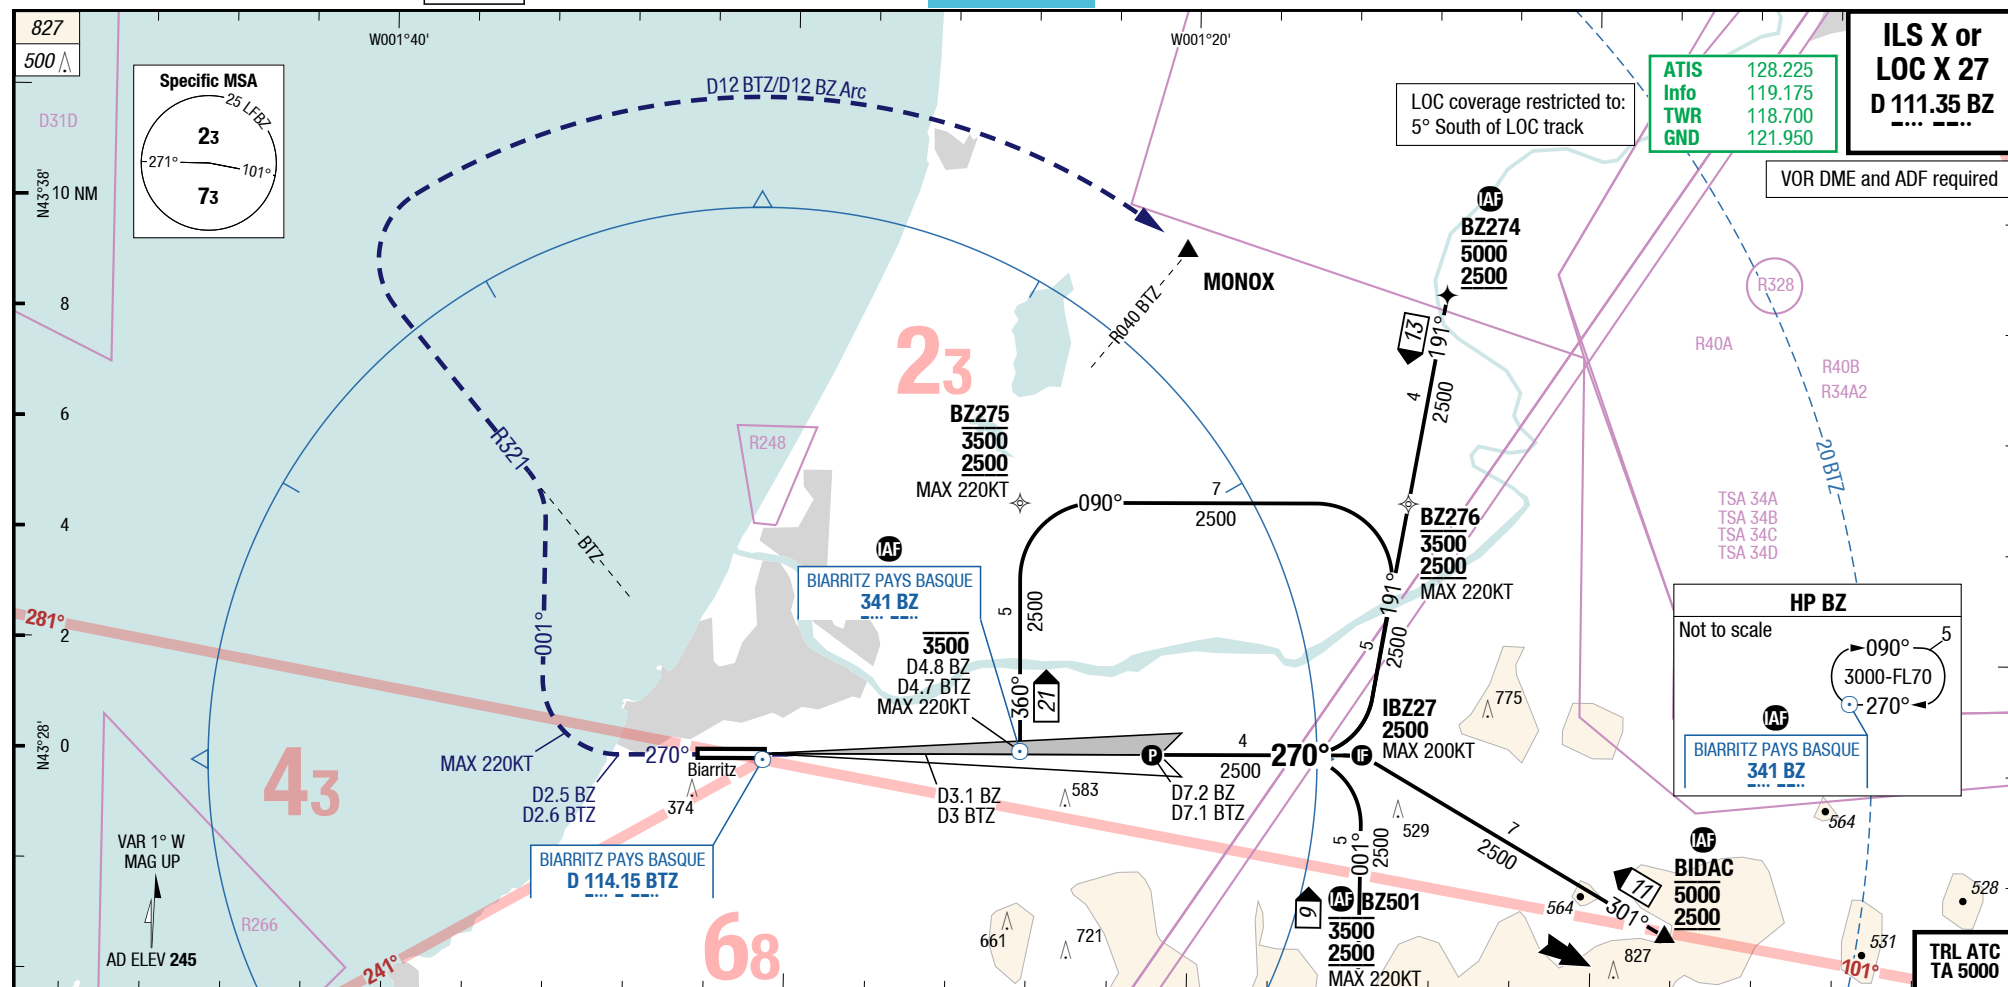 827
500
W001°40'
W001°20'
ILS X or
LOC X 27
D 111.35 BZ
ATIS 128.225
Info 119.175
TWR 118.700
GND 121.950
LOC coverage restricted to:
5° South of LOC track
VOR DME and ADF required
Specific MSA
25 LFBZ
23
271°
101°
73
D31D
N43°38'
10 NM
8
6
4
2
0
N43°28'
D12 BTZ/D12 BZ Arc
MONOX
R040 BTZ
IAF
BZ274
5000
2500
13
191°
4
2500
R328
R40A
R40B
R34A2
20 BTZ
TSA 34A
TSA 34B
TSA 34C
TSA 34D
23
BZ275
3500
2500
MAX 220KT
R248
R321
BTZ
090°
7
2500
BZ276
3500
2500
MAX 220KT
IAF
BIARRITZ PAYS BASQUE
341 BZ
3500
D4.8 BZ
D4.7 BTZ
MAX 220KT
5
2500
360°
21
191°
5
2500
281°
001°
MAX 220KT
270°
Biarritz
374
D2.5 BZ
D2.6 BTZ
BIARRITZ PAYS BASQUE
D 114.15 BTZ
D3.1 BZ
D3 BTZ
583
P
D7.2 BZ
D7.1 BTZ
4
2500
270°
IF
IBZ27
2500
MAX 200KT
775
529
HP BZ
Not to scale
090°
5
3000-FL70
270°
IAF
BIARRITZ PAYS BASQUE
341 BZ
564
7
2500
5
001°
2500
9
IAF BZ501
3500
2500
MAX 220KT
11
301°
564
IAF
BIDAC
5000
2500
827
528
531
101°
43
68
661
721
VAR 1° W
MAG UP
AD ELEV 245
R266
241°
TRL ATC
TA 5000